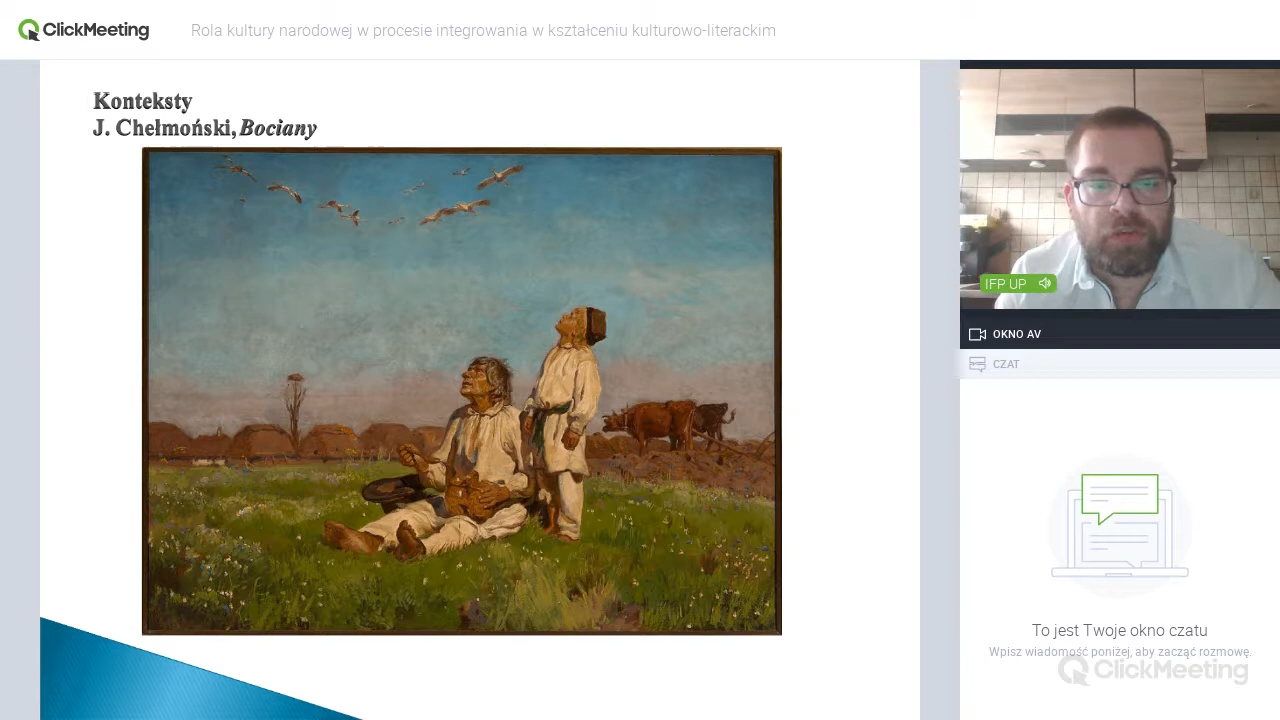 ClickMeeting
Rola kultury narodowej w procesie integrowania w kształceniu kulturowo-literackim
Konteksty
J. Chełmoński, Bociany
IFP UP
OKNO AV
CZAT
To jest Twoje okno czatu
Wpisz wiadomość poniżej, aby zacząć rozmowę.
ClickMeeting